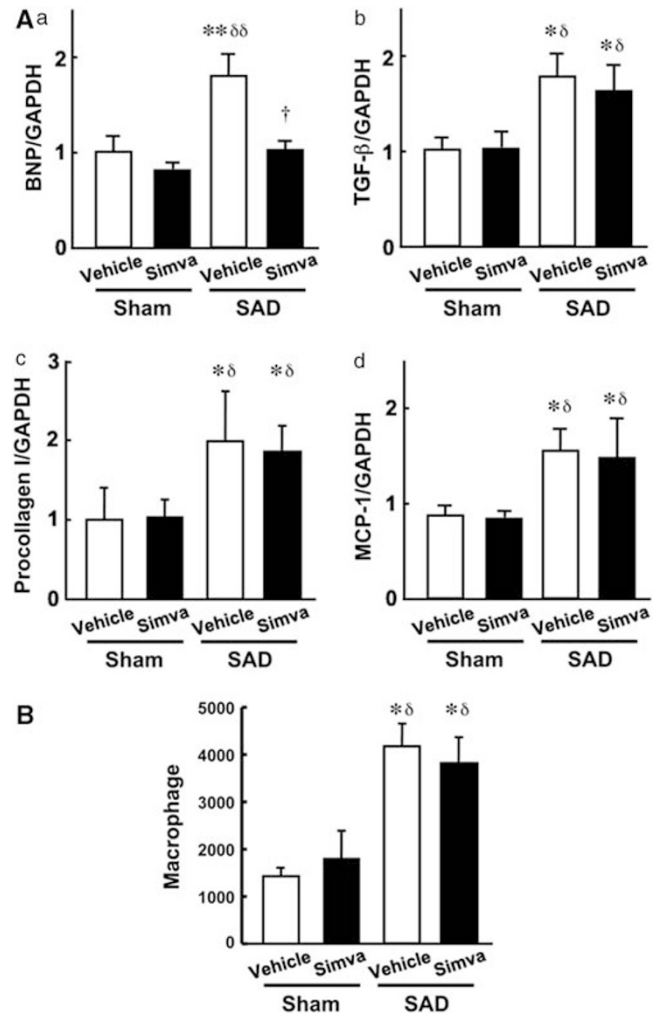 A a
BNP/GAPDH
2
1
0
**δδ
†
Vehicle Simva Vehicle Simva
Sham SAD
b
TGF-β/GAPDH
2
1
0
*δ *δ
Vehicle Simva Vehicle Simva
Sham SAD
c
Procollagen I/GAPDH
3
2
1
0
*δ *δ
Vehicle Simva Vehicle Simva
Sham SAD
d
MCP-1/GAPDH
2
1
0
*δ *δ
Vehicle Simva Vehicle Simva
Sham SAD
B
Macrophage
5000
4000
3000
2000
1000
0
*δ *δ
Vehicle Simva Vehicle Simva
Sham SAD